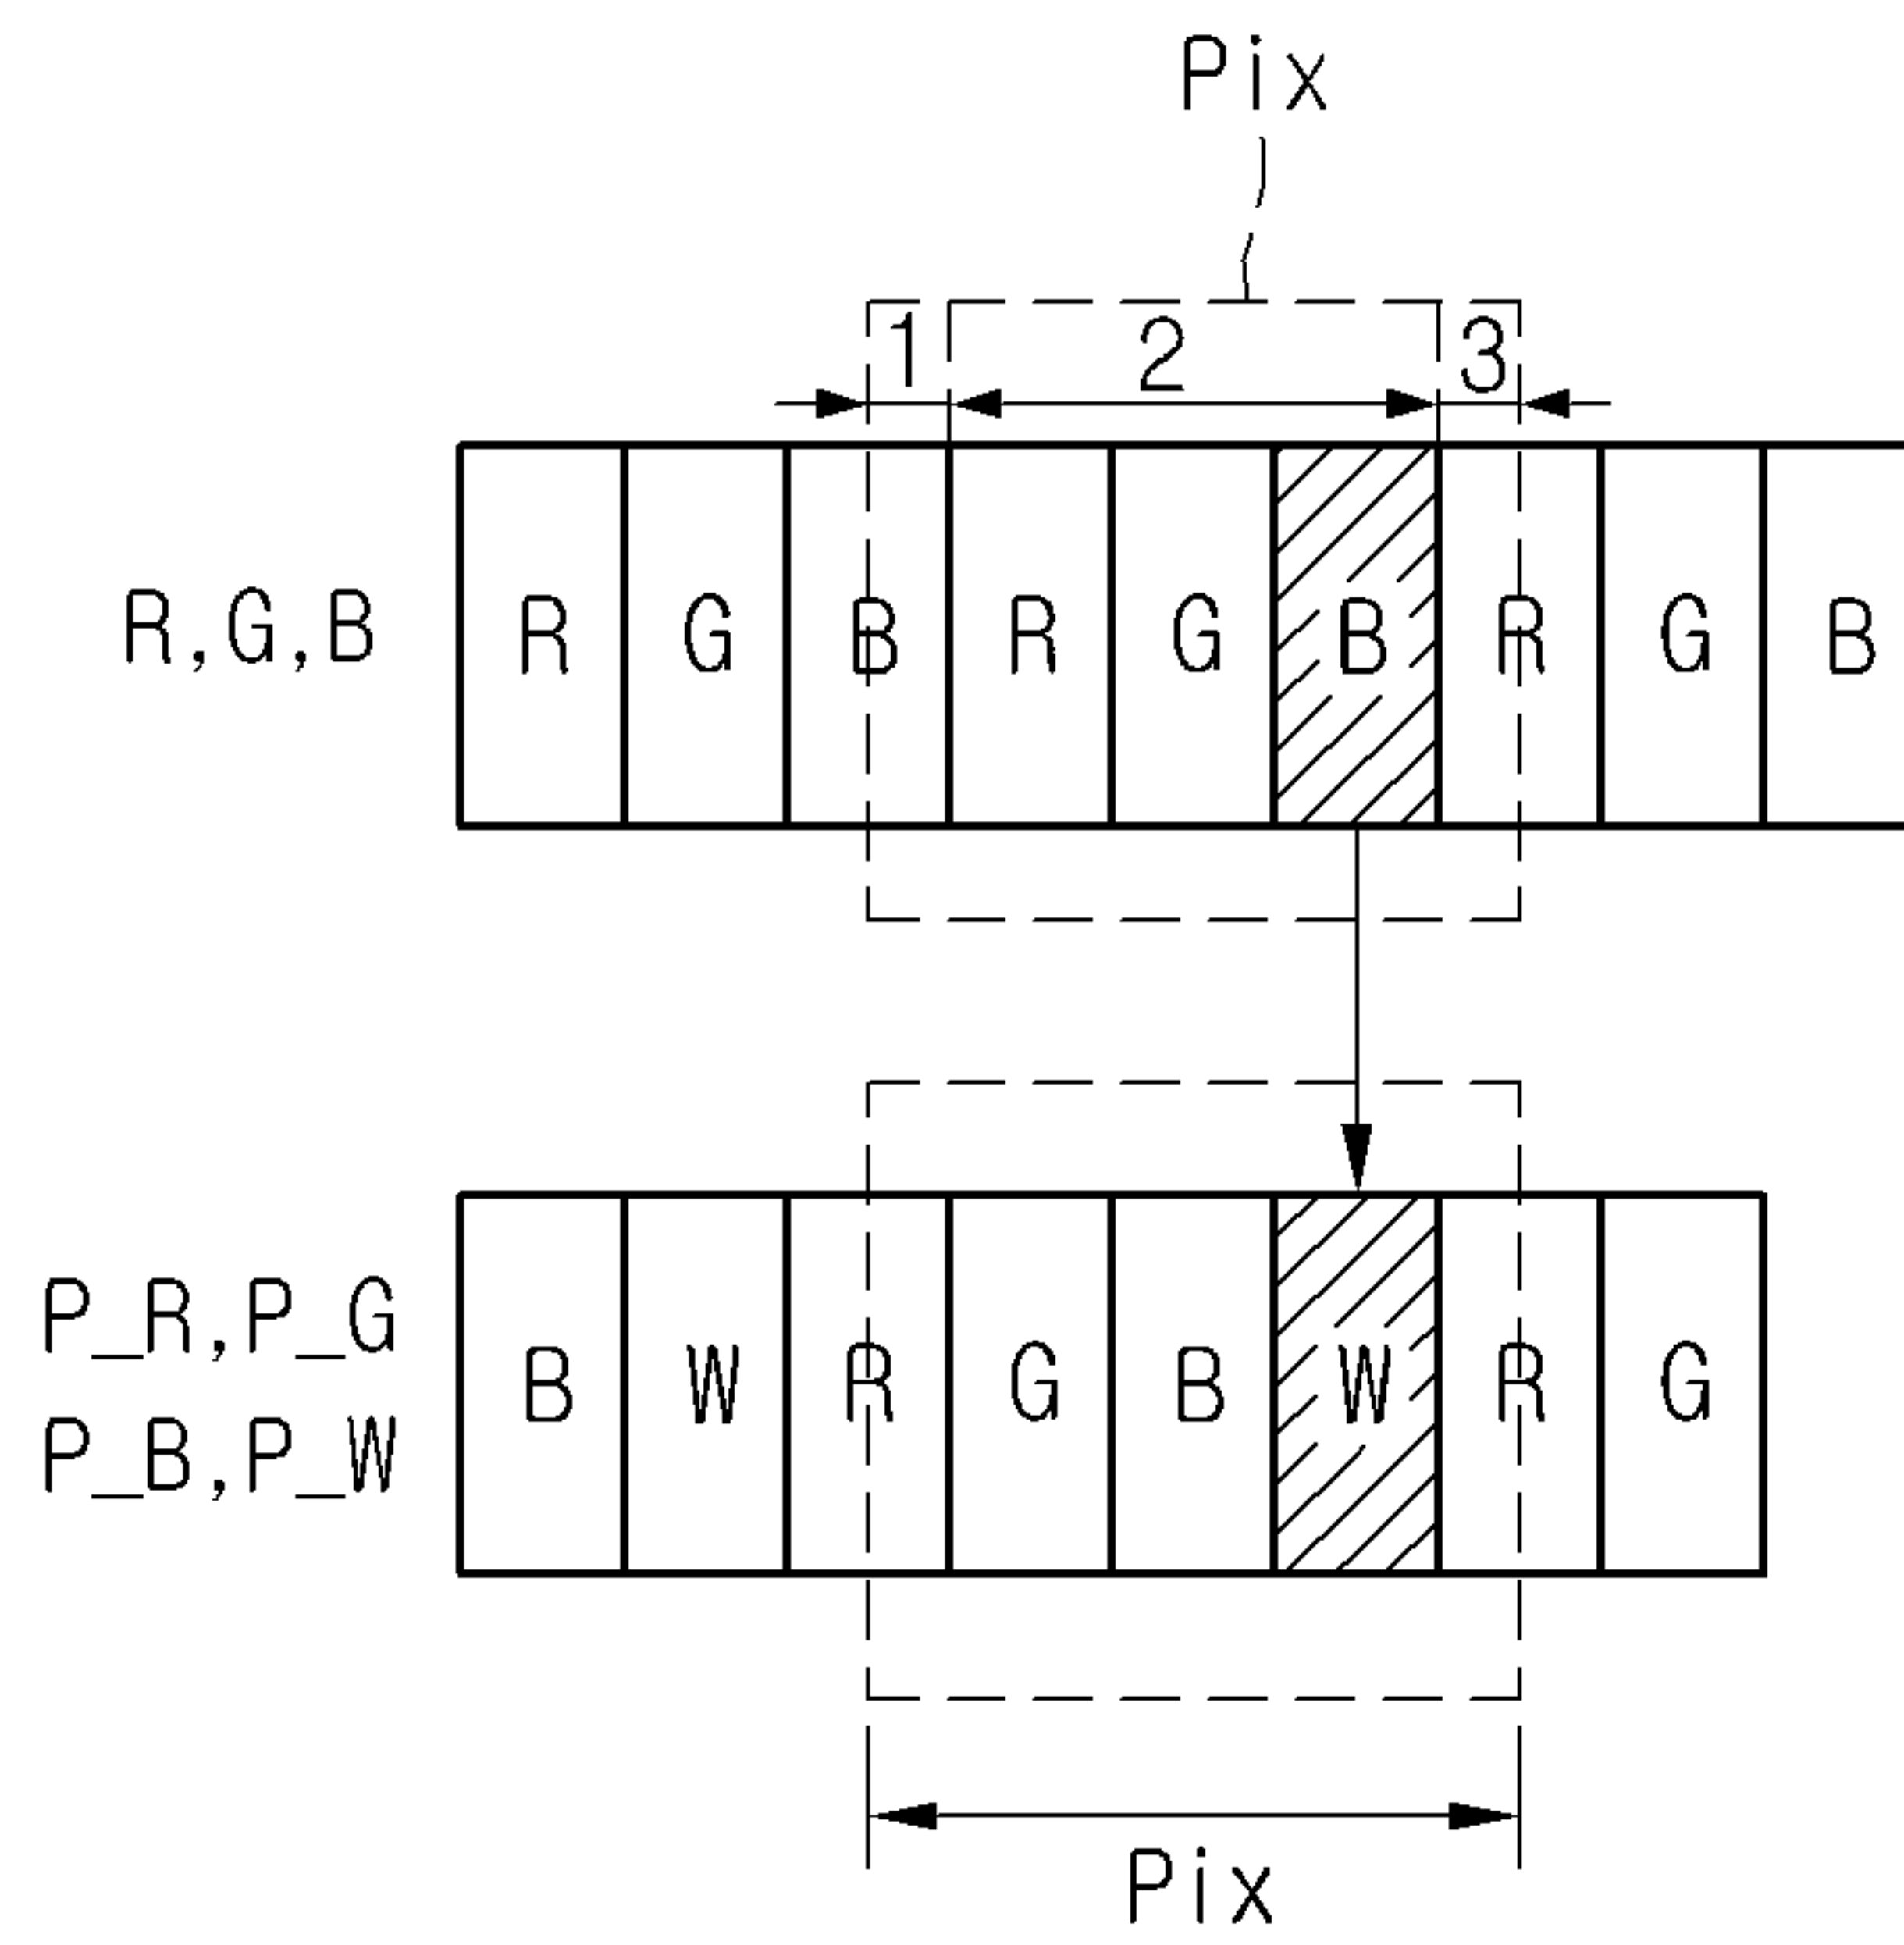 Pix
1 2 3
R,G,B R G B R G B R G B
P_R,P_G
B W R G B W R G
P_B,P_W
Pix